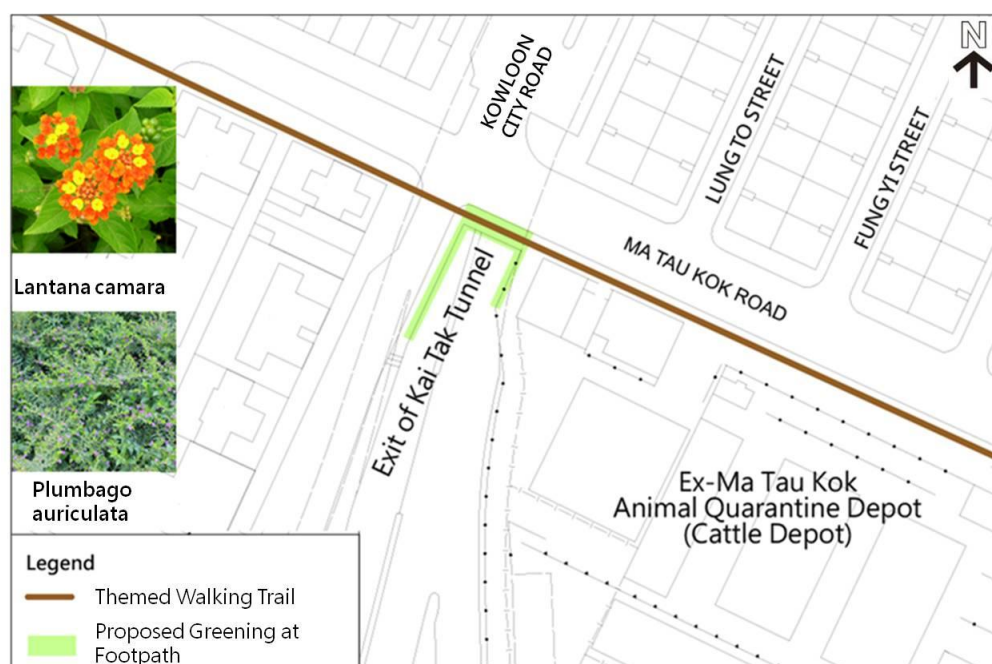 N
KOWLOON
CITY ROAD
LUNG TO STREET
FUNG YI STREET
MA TAU KOK ROAD
Lantana camara
Exit of Kai Tak Tunnel
Plumbago
auriculata
Ex-Ma Tau Kok
Animal Quarantine Depot
(Cattle Depot)
Legend
Themed Walking Trail
Proposed Greening at
Footpath